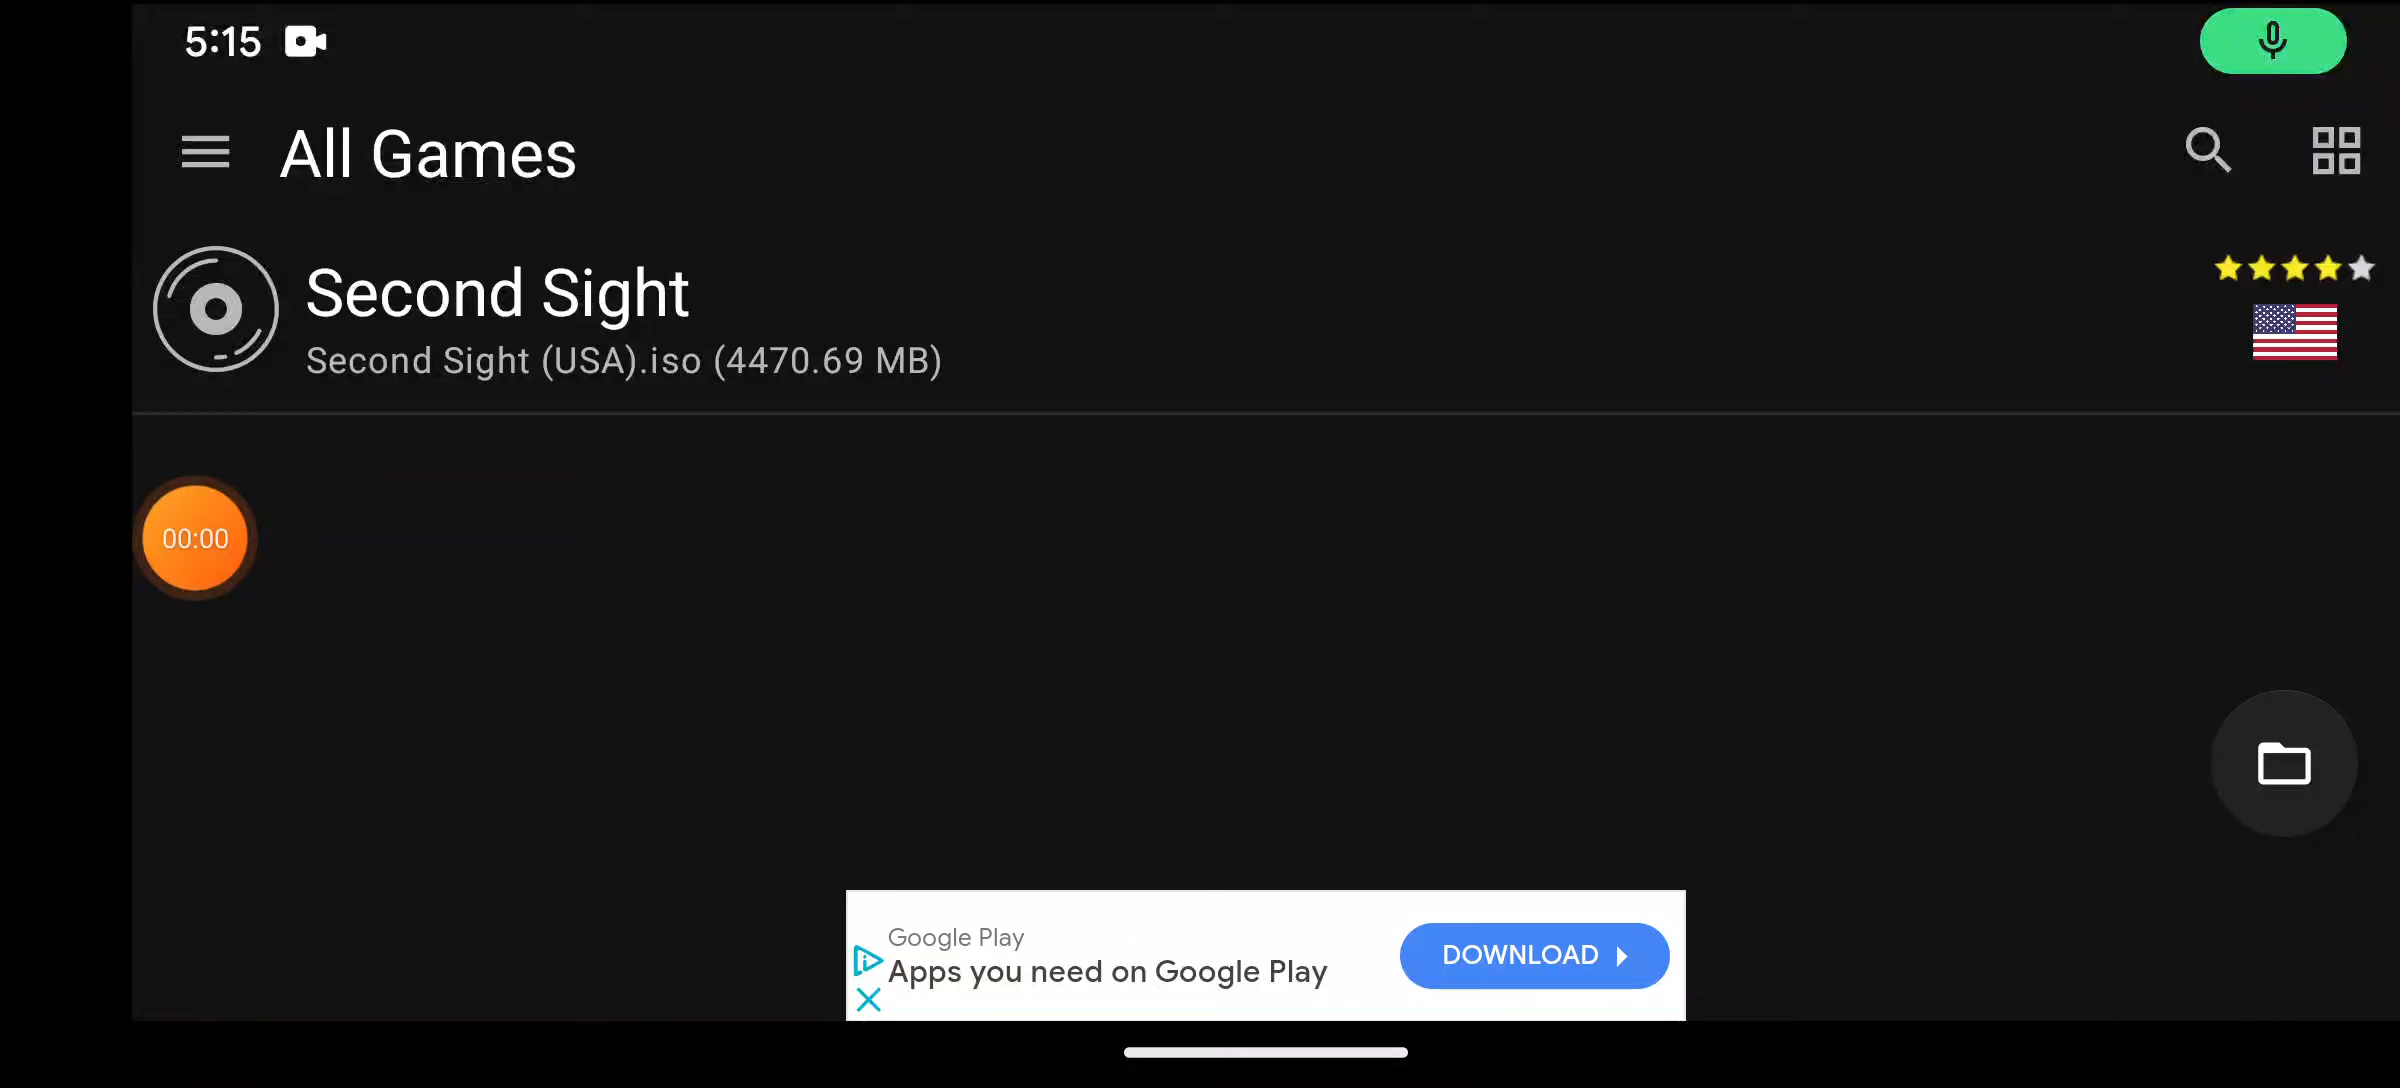 5:15
All Games
Second Sight
Second Sight (USA).iso (4470.69 MB)
00:00
Google Play
Apps you need on Google Play
DOWNLOAD